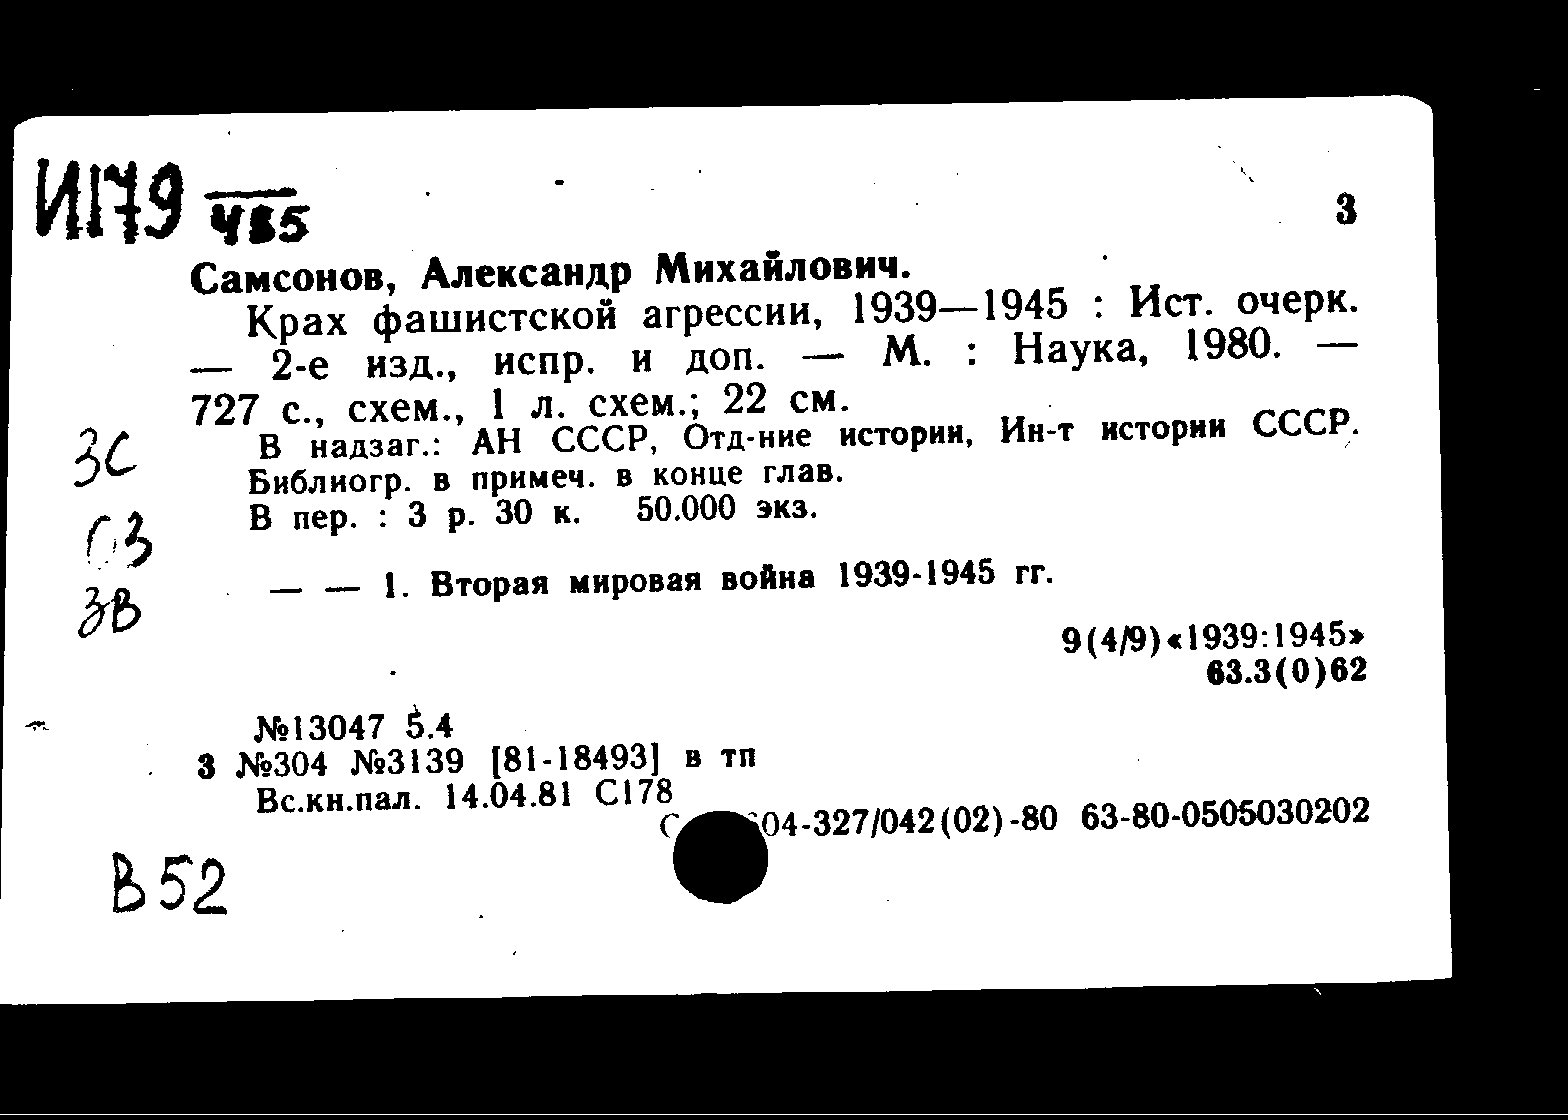 И179 485
3
Самсонов, Александр Михайлович.
Крах фашистской агрессии, 1939—1945 : Ист. очерк.
— 2-е изд., испр. и доп. — М. : Наука, 1980. —
727 с., схем., 1 л. схем.; 22 см.
В надзаг.: АН СССР, Отд-ние истории, Ин-т истории СССР.
Библиогр. в примеч. в конце глав.
В пер. : 3 р. 30 к. 50.000 экз.
ЗС
ОЗ
ЗВ
— — 1. Вторая мировая война 1939-1945 гг.
9(4/9)«1939:1945»
63.3(0)62
№13047 5.4
3 №304 №3139 [81-18493] в тп
Вс.кн.пал. 14.04.81 С178
04-327/042(02)-80 63-80-0505030202
В52